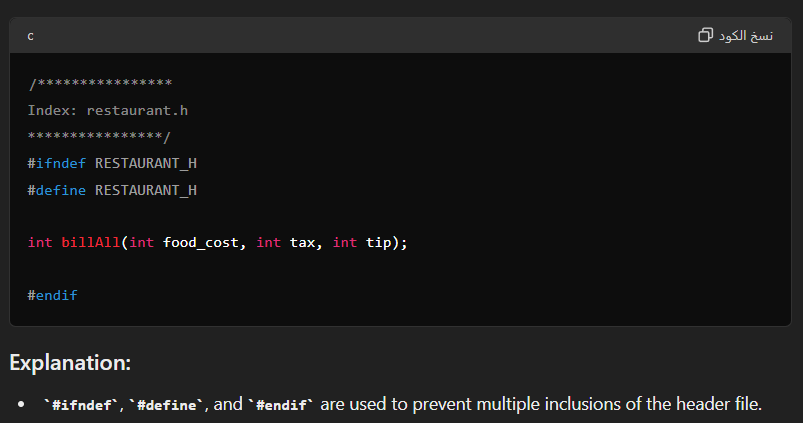 c
نسخ الكود
/****************
Index: restaurant.h
****************/
#ifndef RESTAURANT_H
#define RESTAURANT_H
int billAll(int food_cost, int tax, int tip);
#endif
Explanation:
• `#ifndef`, `#define`, and `#endif` are used to prevent multiple inclusions of the header file.